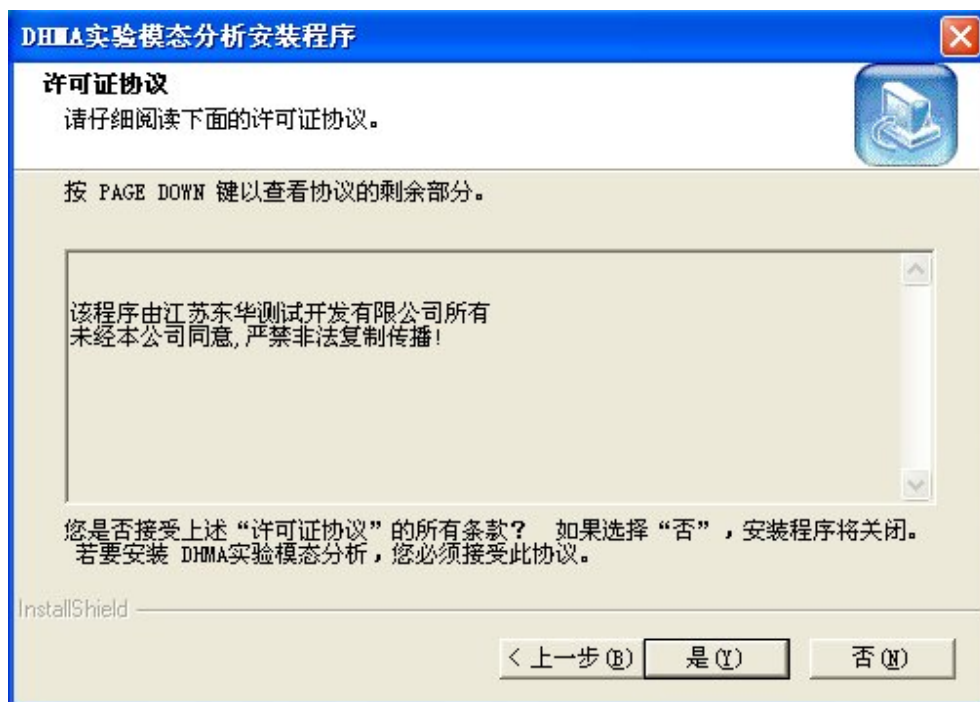 DHMA实验模态分析安装程序
许可证协议
请仔细阅读下面的许可证协议。
按 PAGE DOWN 键以查看协议的剩余部分。
该程序由江苏东华测试开发有限公司所有
未经本公司同意,严禁非法复制传播!
您是否接受上述“许可证协议”的所有条款？ 如果选择“否”，安装程序将关闭。
若要安装 DHMA实验模态分析，您必须接受此协议。
InstallShield
< 上一步(B) 是(Y) 否(N)